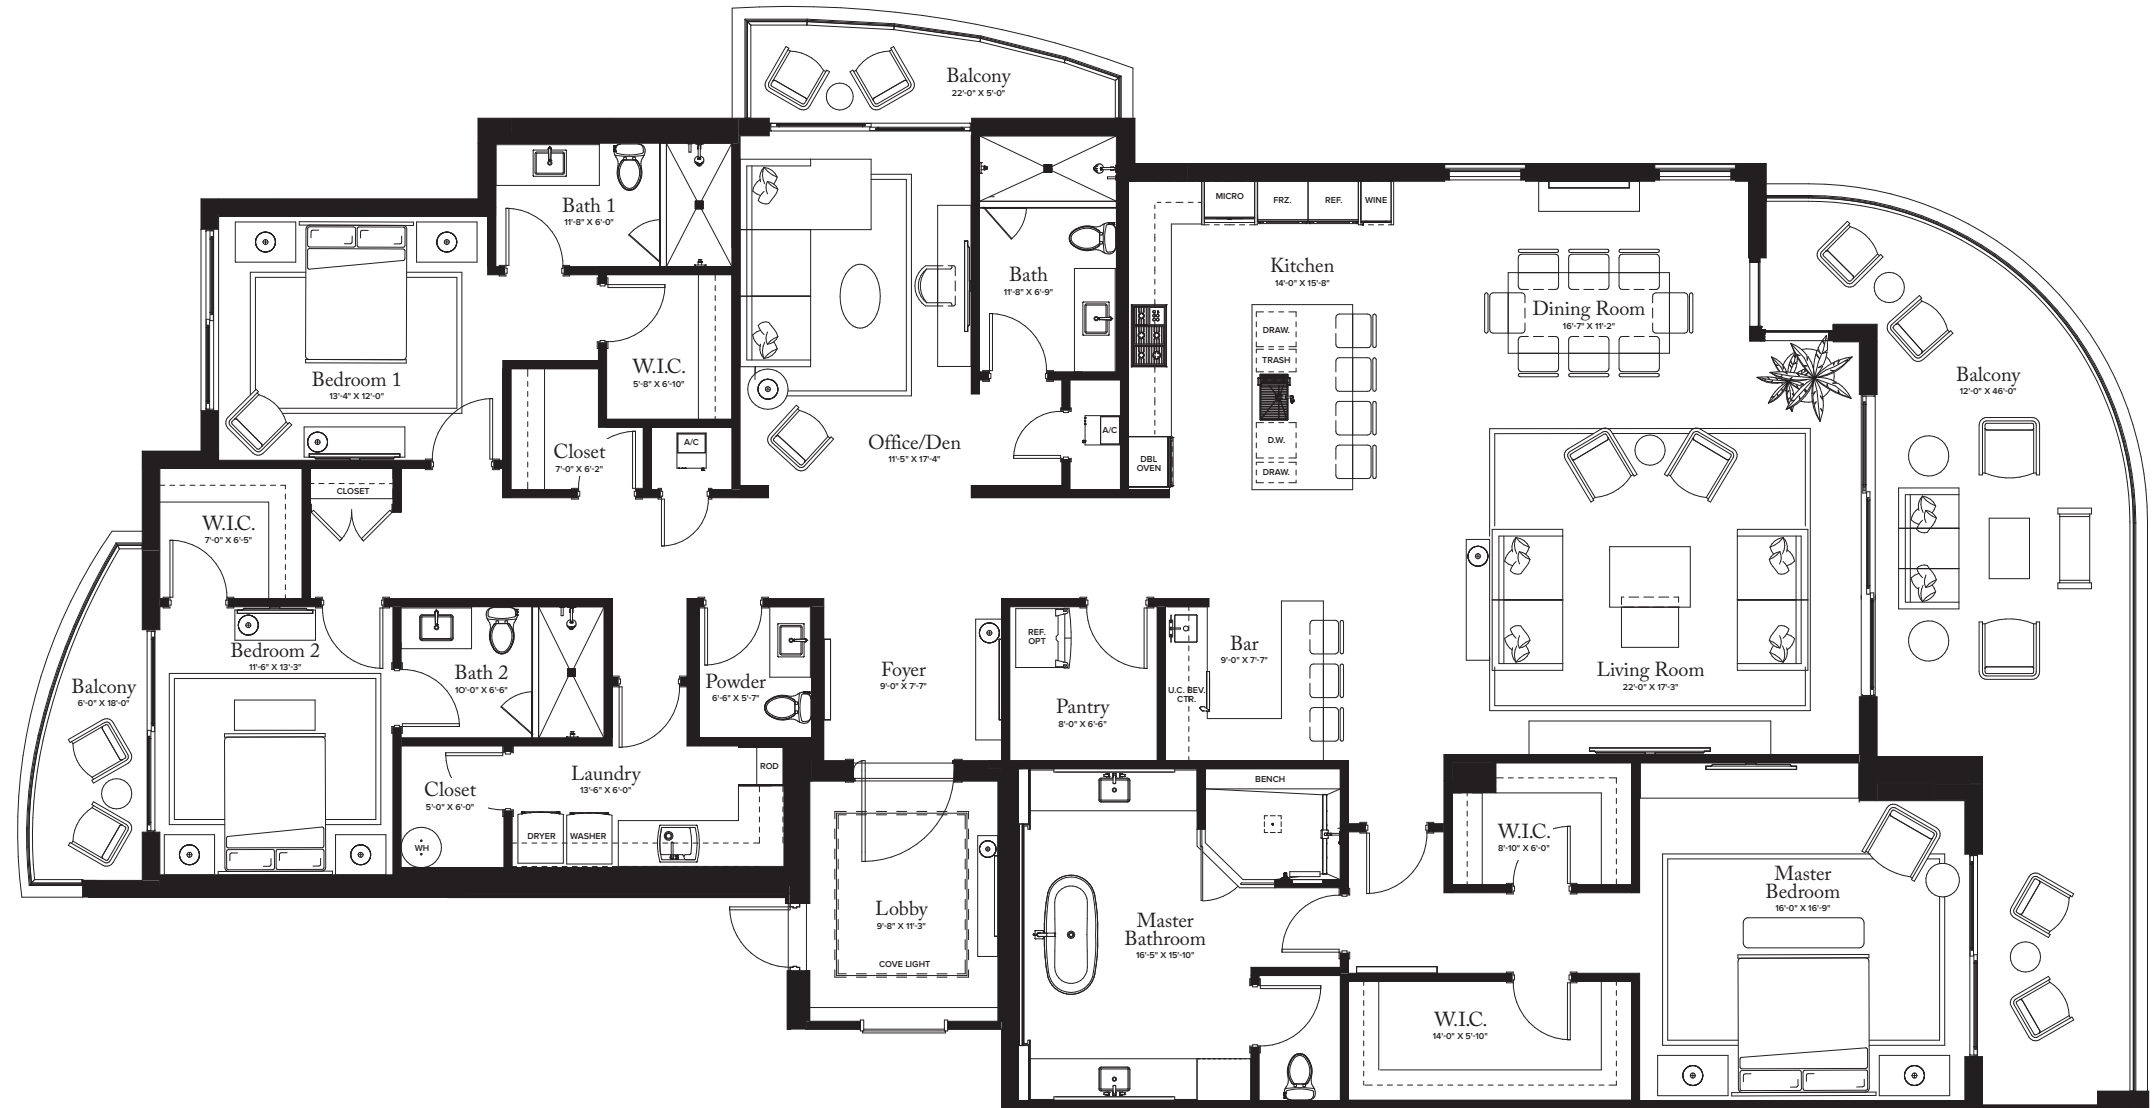 Balcony
22'-0" X 5'-0"
Bath 1
11'-8" X 6'-0"
MICRO
FRZ.
REF.
WINE
Kitchen
14'-0" X 15'-8"
Bath
11'-8" X 6'-9"
Dining Room
16'-7" X 11'-2"
DRAW.
TRASH
D.W.
DRAW.
W.I.C.
5'-8" X 6'-10"
Bedroom 1
13'-4" X 12'-0"
Balcony
12'-0" X 46'-0"
Closet
7'-0" X 6'-2"
A/C
Office/Den
11'-5" X 17'-4"
A/C
DBL
OVEN
CLOSET
W.I.C.
7'-0" X 6'-5"
Bedroom 2
11'-6" X 13'-3"
Balcony
6'-0" X 18'-0"
Bath 2
10'-0" X 6'-6"
Powder
6'-6" X 5'-7"
Foyer
9'-0" X 7'-7"
REF.
OPT
Pantry
8'-0" X 6'-6"
Bar
9'-0" X 7'-7"
U.C. BEV.
CTR.
Living Room
22'-0" X 17'-3"
Closet
5'-0" X 6'-0"
WH
Laundry
13'-6" X 6'-0"
ROD
DRYER
WASHER
BENCH
W.I.C.
8'-10" X 6'-0"
Master
Bedroom
16'-0" X 16'-9"
Lobby
9'-8" X 11'-3"
COVE LIGHT
Master
Bathroom
16'-5" X 15'-10"
W.I.C.
14'-0" X 5'-10"